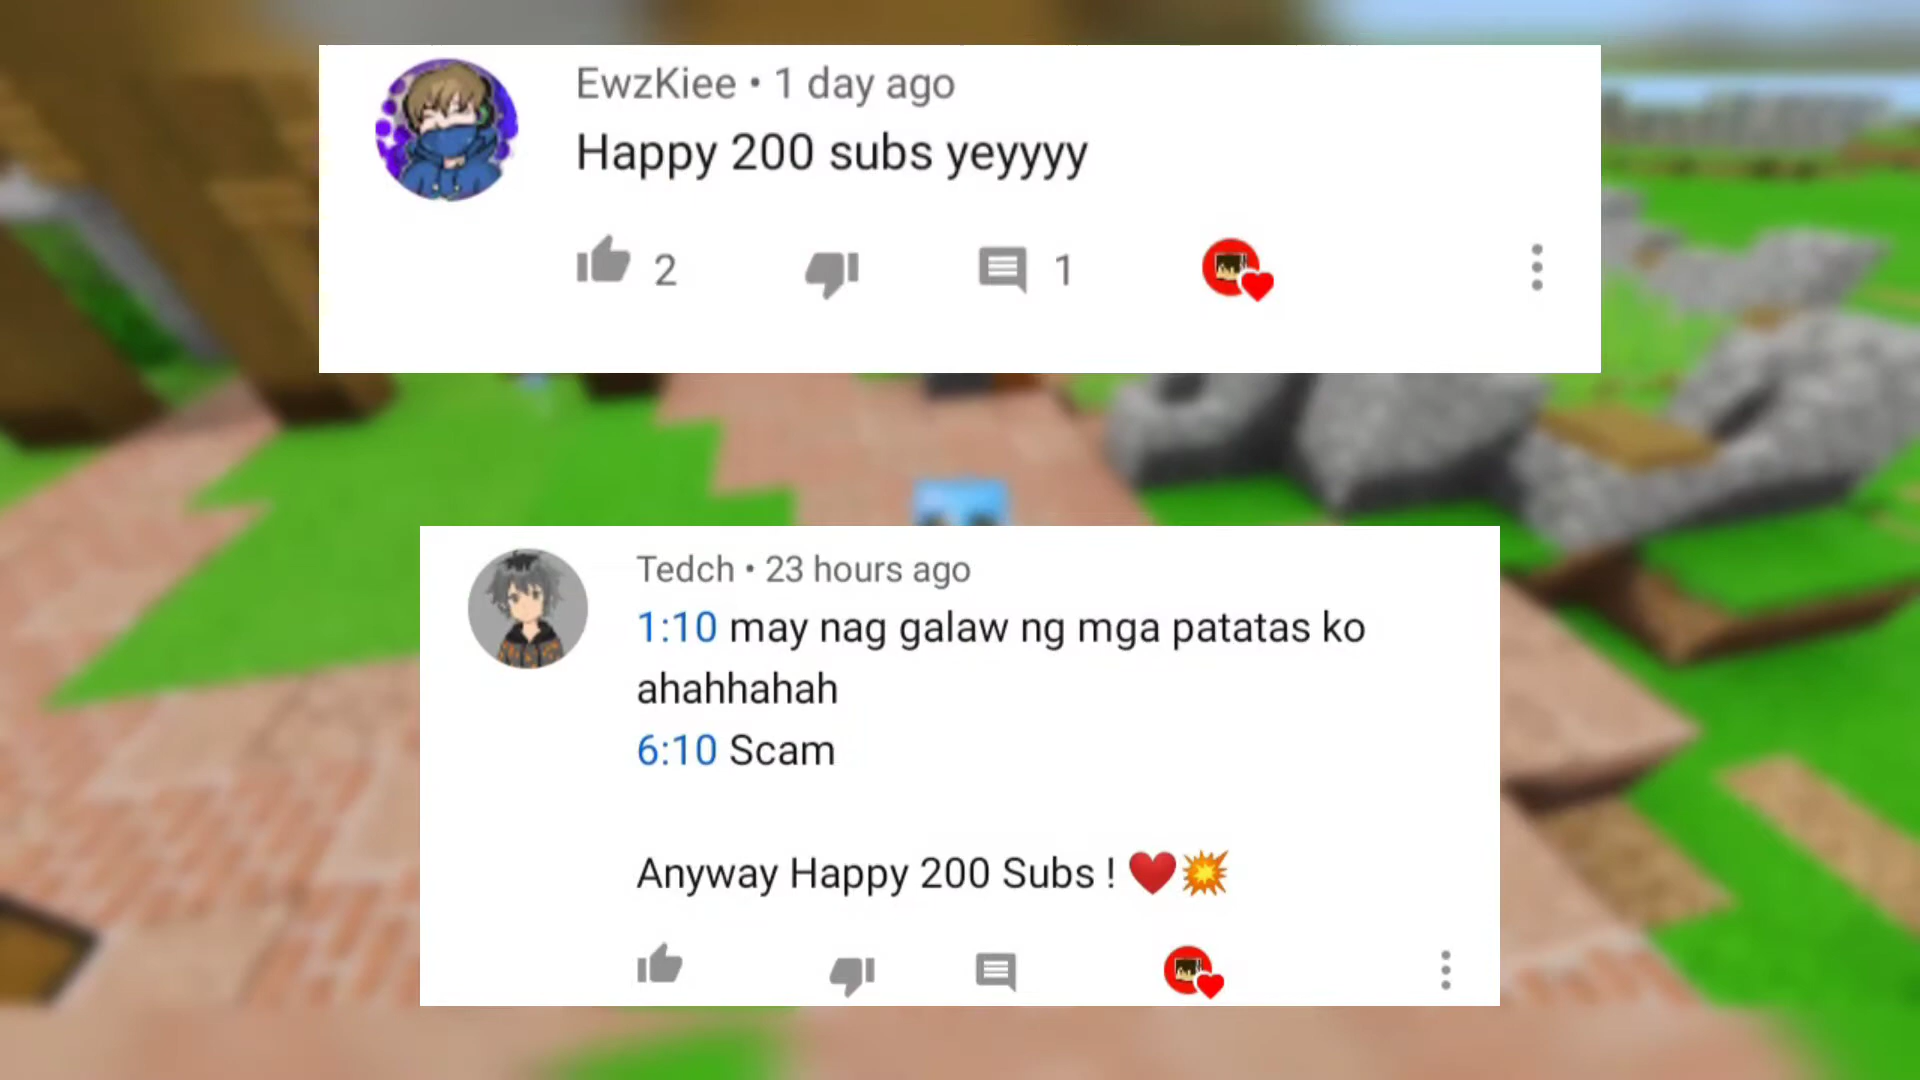 EwzKiee • 1 day ago
Happy 200 subs yeyyyy
2
1
Tedch • 23 hours ago
1:10 may nag galaw ng mga patatas ko
ahahhahah
6:10 Scam
Anyway Happy 200 Subs ! ❤️💥